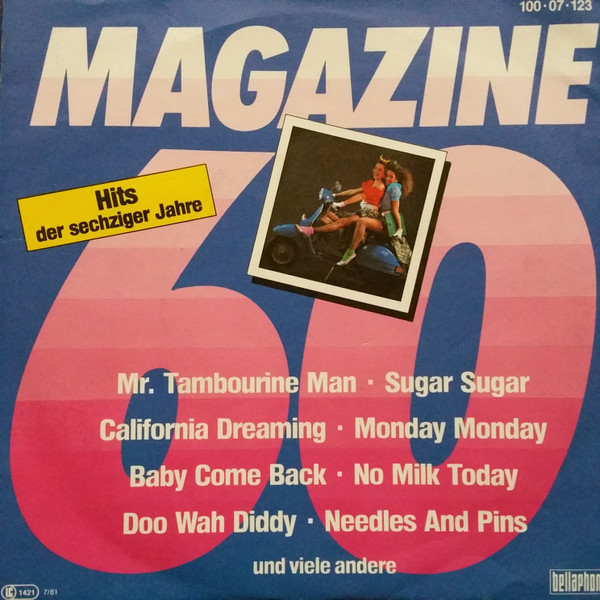 100·07·123
MAGAZINE
60
Hits
der sechziger Jahre
Mr. Tambourine Man · Sugar Sugar
California Dreaming · Monday Monday
Baby Come Back · No Milk Today
Doo Wah Diddy · Needles And Pins
und viele andere
LC 1421 7/81
bellaphon